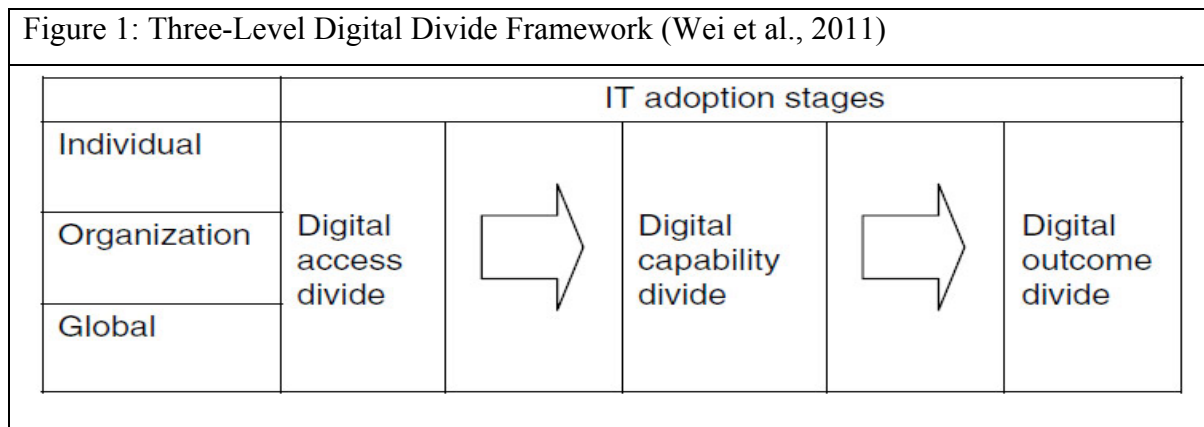 Figure 1: Three-Level Digital Divide Framework (Wei et al., 2011)
IT adoption stages
Individual
Organization
Global
Digital
access
divide
Digital
capability
divide
Digital
outcome
divide